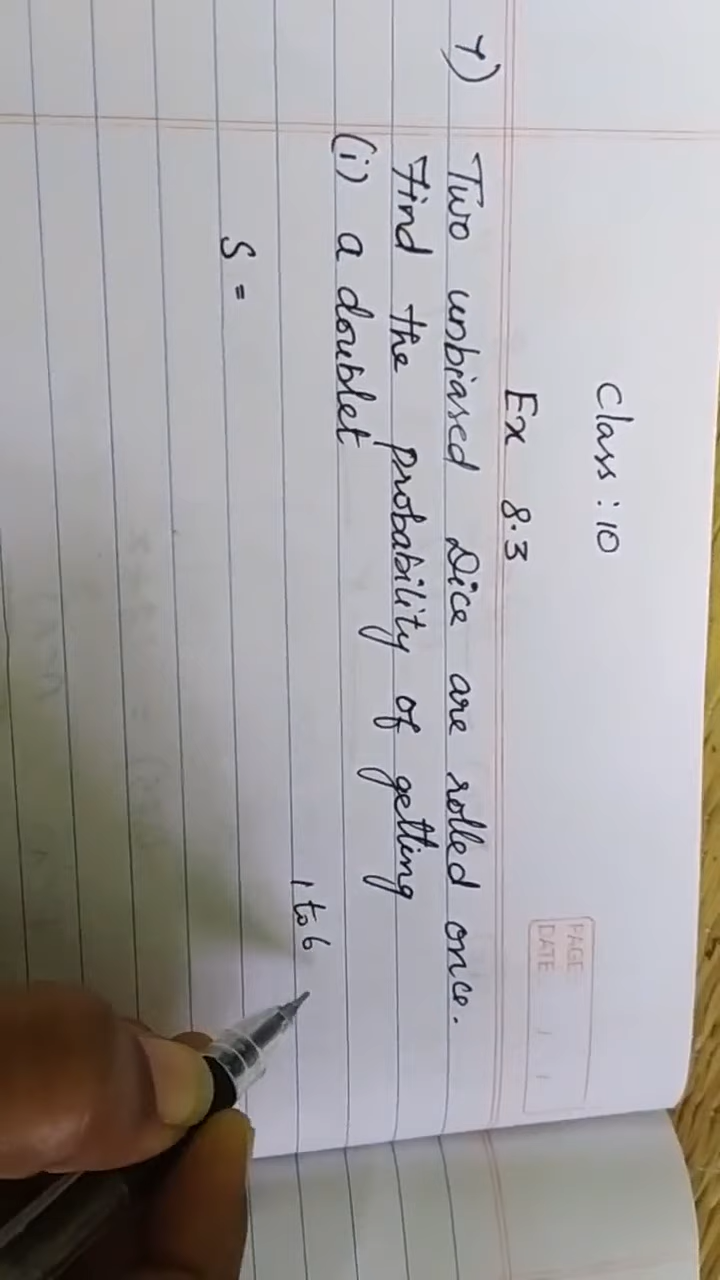 Class : 10
PAGE
DATE
Ex 8.3
7) Two unbiased Dice are rolled once.
Find the probability of getting
(i) a doublet
1 to 6
S =